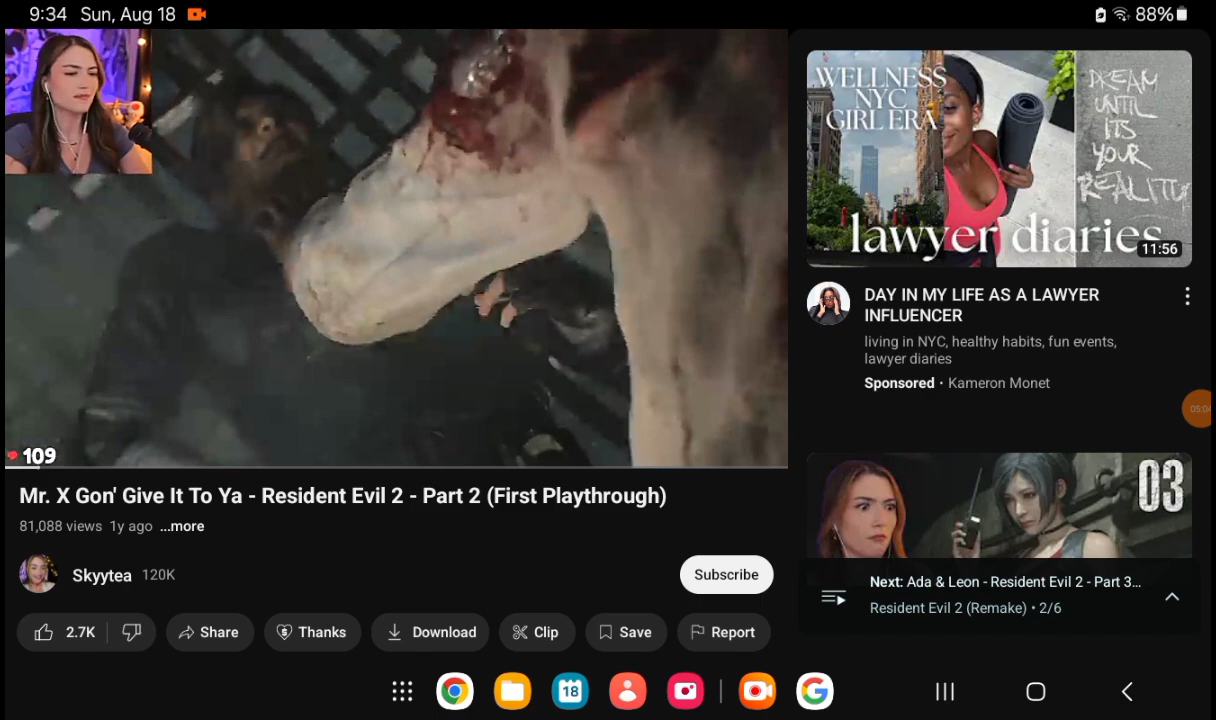 9:34 Sun, Aug 18
88%
109
Mr. X Gon' Give It To Ya - Resident Evil 2 - Part 2 (First Playthrough)
81,088 views 1y ago ...more
Skyytea 120K
Subscribe
2.7K
Share
Thanks
Download
Clip
Save
Report
WELLNESS
NYC
GIRL ERA
DREAM
UNTIL
ITS
YOUR
REALITY
lawyer diaries
11:56
DAY IN MY LIFE AS A LAWYER
INFLUENCER
living in NYC, healthy habits, fun events,
lawyer diaries
Sponsored • Kameron Monet
03
Next: Ada & Leon - Resident Evil 2 - Part 3...
Resident Evil 2 (Remake) • 2/6
18